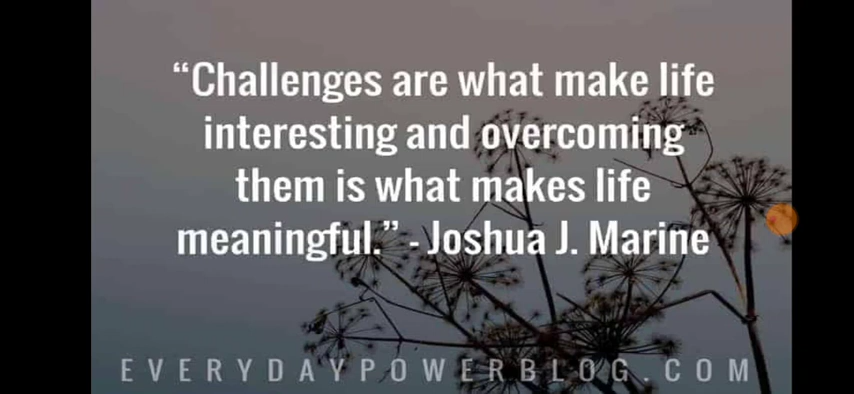 “Challenges are what make life
interesting and overcoming
them is what makes life
meaningful.” - Joshua J. Marine
EVERYDAYPOWERBLOG.COM